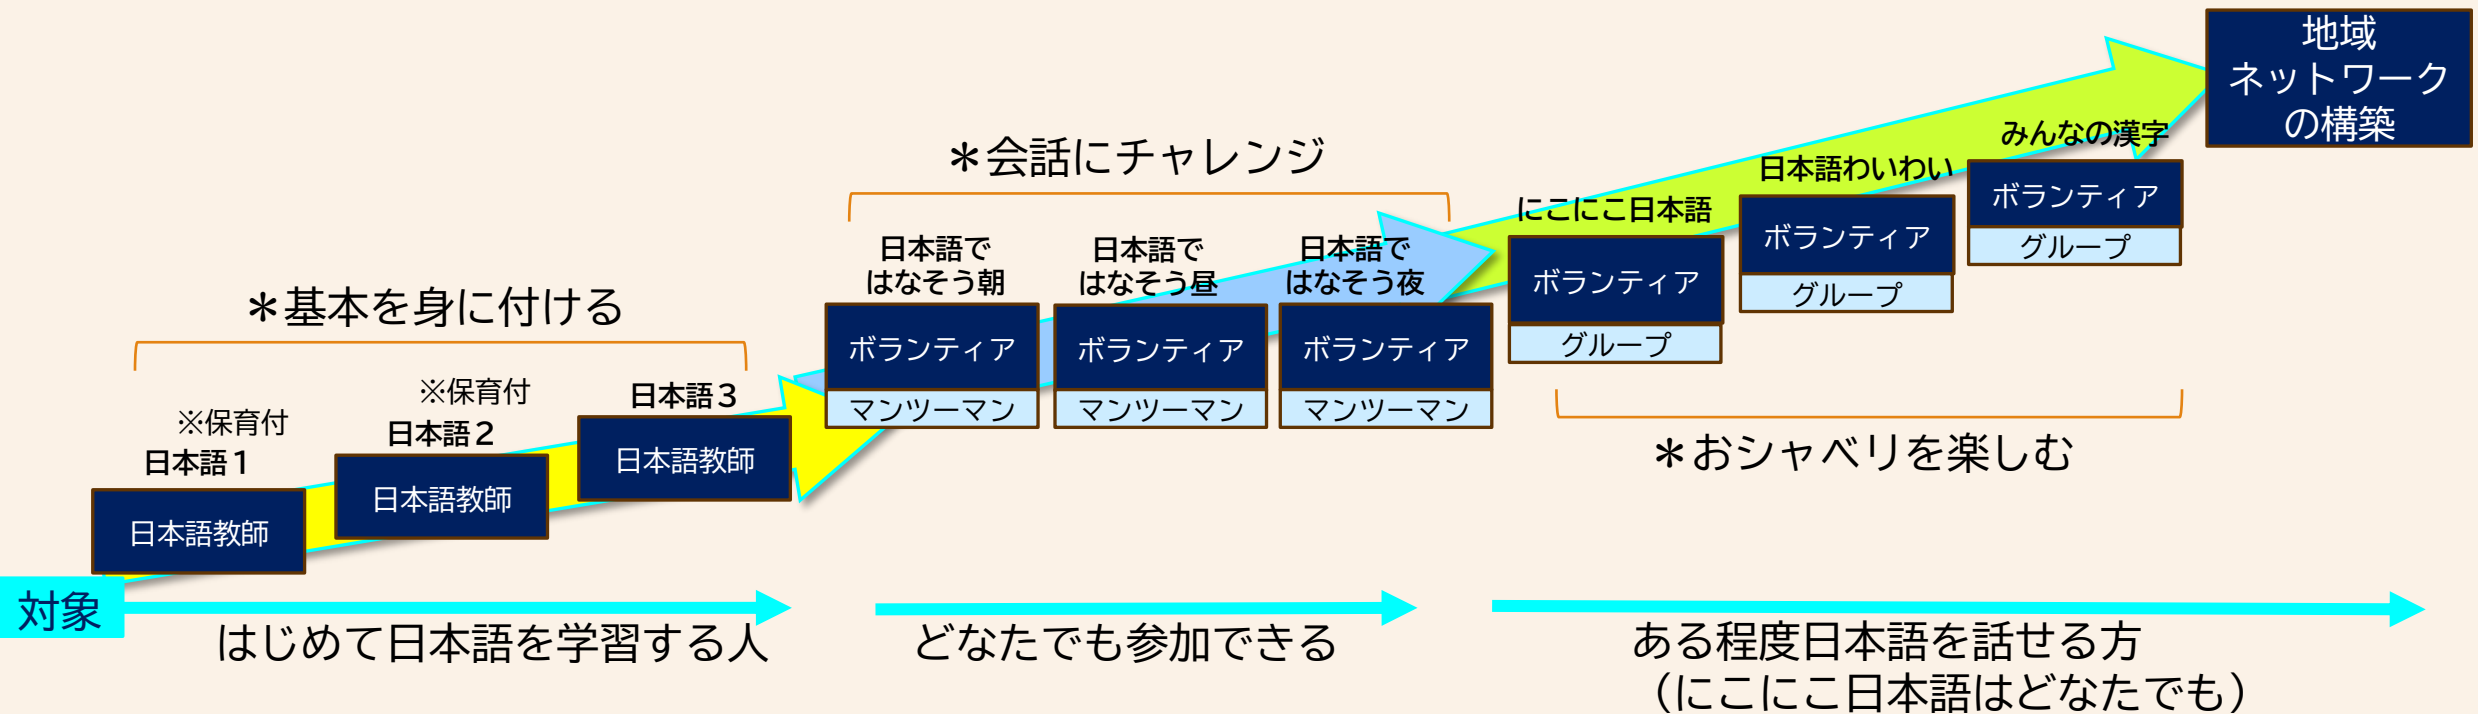 地域
ネットワーク
の構築
＊会話にチャレンジ
みんなの漢字
ボランティア
グループ
日本語わいわい
ボランティア
グループ
にこにこ日本語
ボランティア
グループ
日本語で
はなそう朝
ボランティア
マンツーマン
日本語で
はなそう昼
ボランティア
マンツーマン
日本語で
はなそう夜
ボランティア
マンツーマン
＊基本を身に付ける
※保育付
日本語１
日本語教師
※保育付
日本語２
日本語教師
日本語３
日本語教師
＊おシャベリを楽しむ
対象
はじめて日本語を学習する人
どなたでも参加できる
ある程度日本語を話せる方
（にこにこ日本語はどなたでも）